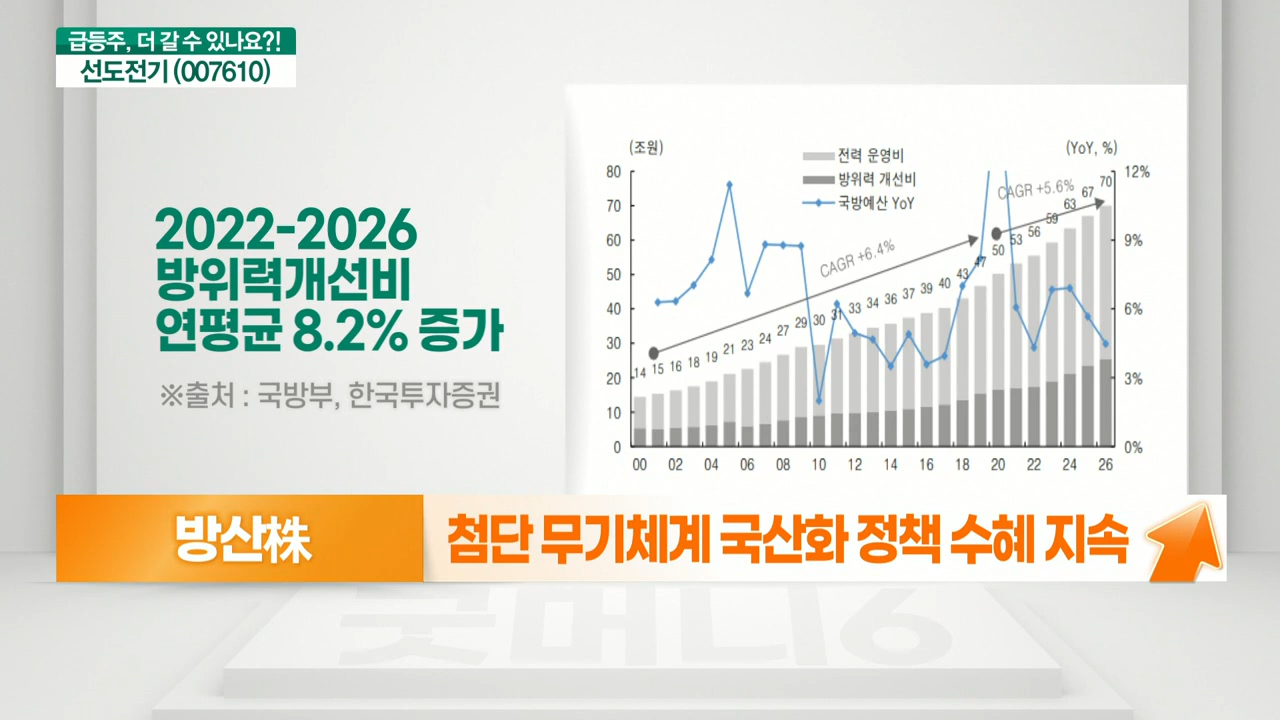 급등주, 더 갈 수 있나요?!
선도전기 (007610)
2022-2026
방위력개선비
연평균 8.2% 증가
※출처 : 국방부, 한국투자증권
(조원)
(YoY, %)
전력 운영비
방위력 개선비
국방예산 YoY
CAGR +6.4%
CAGR +5.6%
80
70
60
50
40
30
20
10
0
12%
9%
6%
3%
0%
14 15 16 18 19 21 23 24 27 29 30 31 33 34 36 37 39 40 43 47 50 53 56 59 63 67 70
00 02 04 06 08 10 12 14 16 18 20 22 24 26
방산株
첨단 무기체계 국산화 정책 수혜 지속
굿머니6